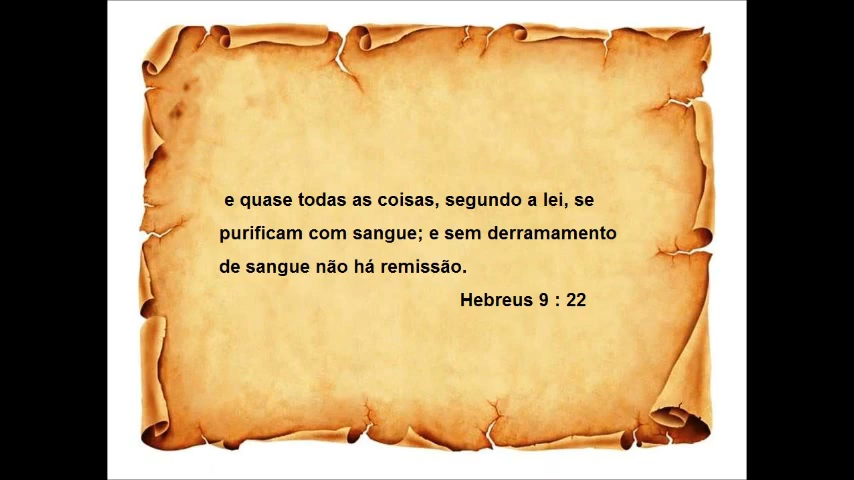 e quase todas as coisas, segundo a lei, se
purificam com sangue; e sem derramamento
de sangue não há remissão.
Hebreus 9 : 22